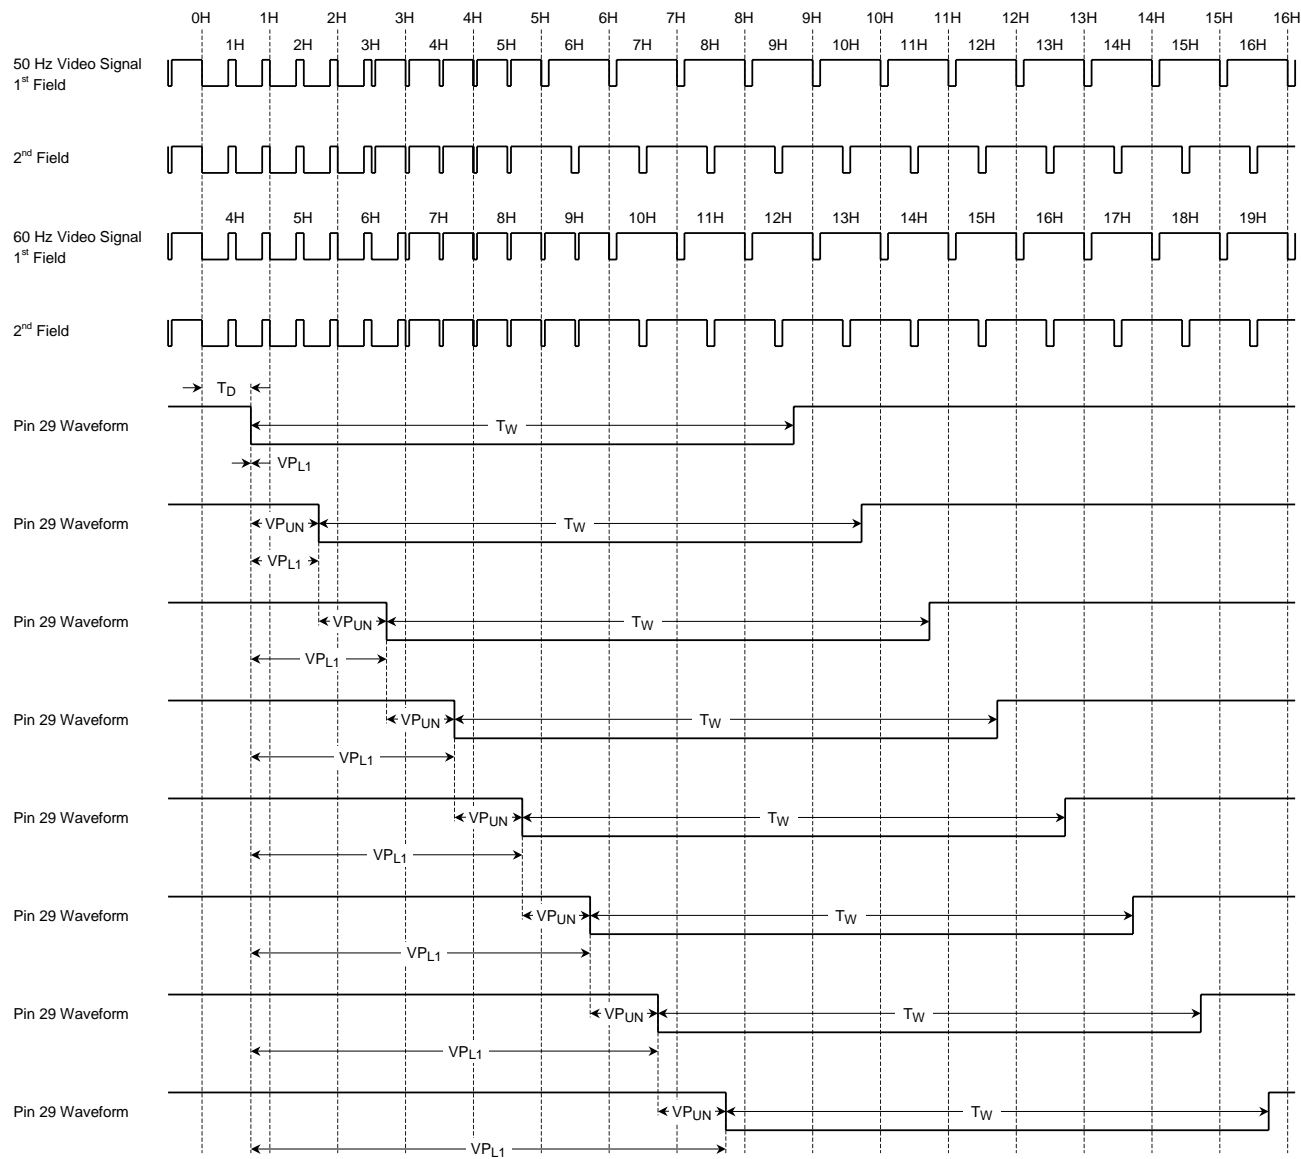 0H 1H 2H 3H 4H 5H 6H 7H 8H 9H 10H 11H 12H 13H 14H 15H 16H
1H 2H 3H 4H 5H 6H 7H 8H 9H 10H 11H 12H 13H 14H 15H 16H
50 Hz Video Signal
1st Field
2nd Field
4H 5H 6H 7H 8H 9H 10H 11H 12H 13H 14H 15H 16H 17H 18H 19H
60 Hz Video Signal
1st Field
2nd Field
TD
Pin 29 Waveform TW
VPL1
Pin 29 Waveform VPUN TW
VPL1
Pin 29 Waveform VPUN TW
VPL1
Pin 29 Waveform VPUN TW
VPL1
Pin 29 Waveform VPUN TW
VPL1
Pin 29 Waveform VPUN TW
VPL1
Pin 29 Waveform VPUN TW
VPL1
Pin 29 Waveform VPUN TW
VPL1